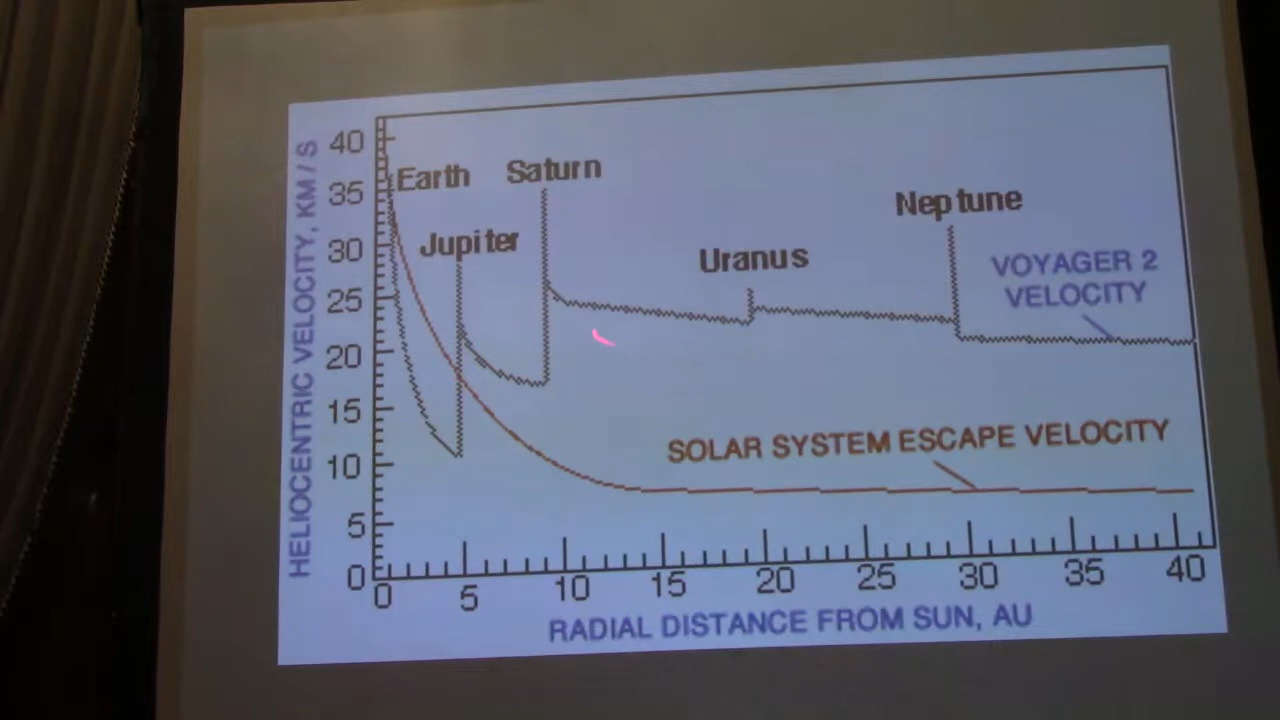 HELIOCENTRIC VELOCITY, KM / S
40
35
30
25
20
15
10
5
0
Earth
Saturn
Jupiter
Uranus
Neptune
VOYAGER 2
VELOCITY
SOLAR SYSTEM ESCAPE VELOCITY
0 5 10 15 20 25 30 35 40
RADIAL DISTANCE FROM SUN, AU